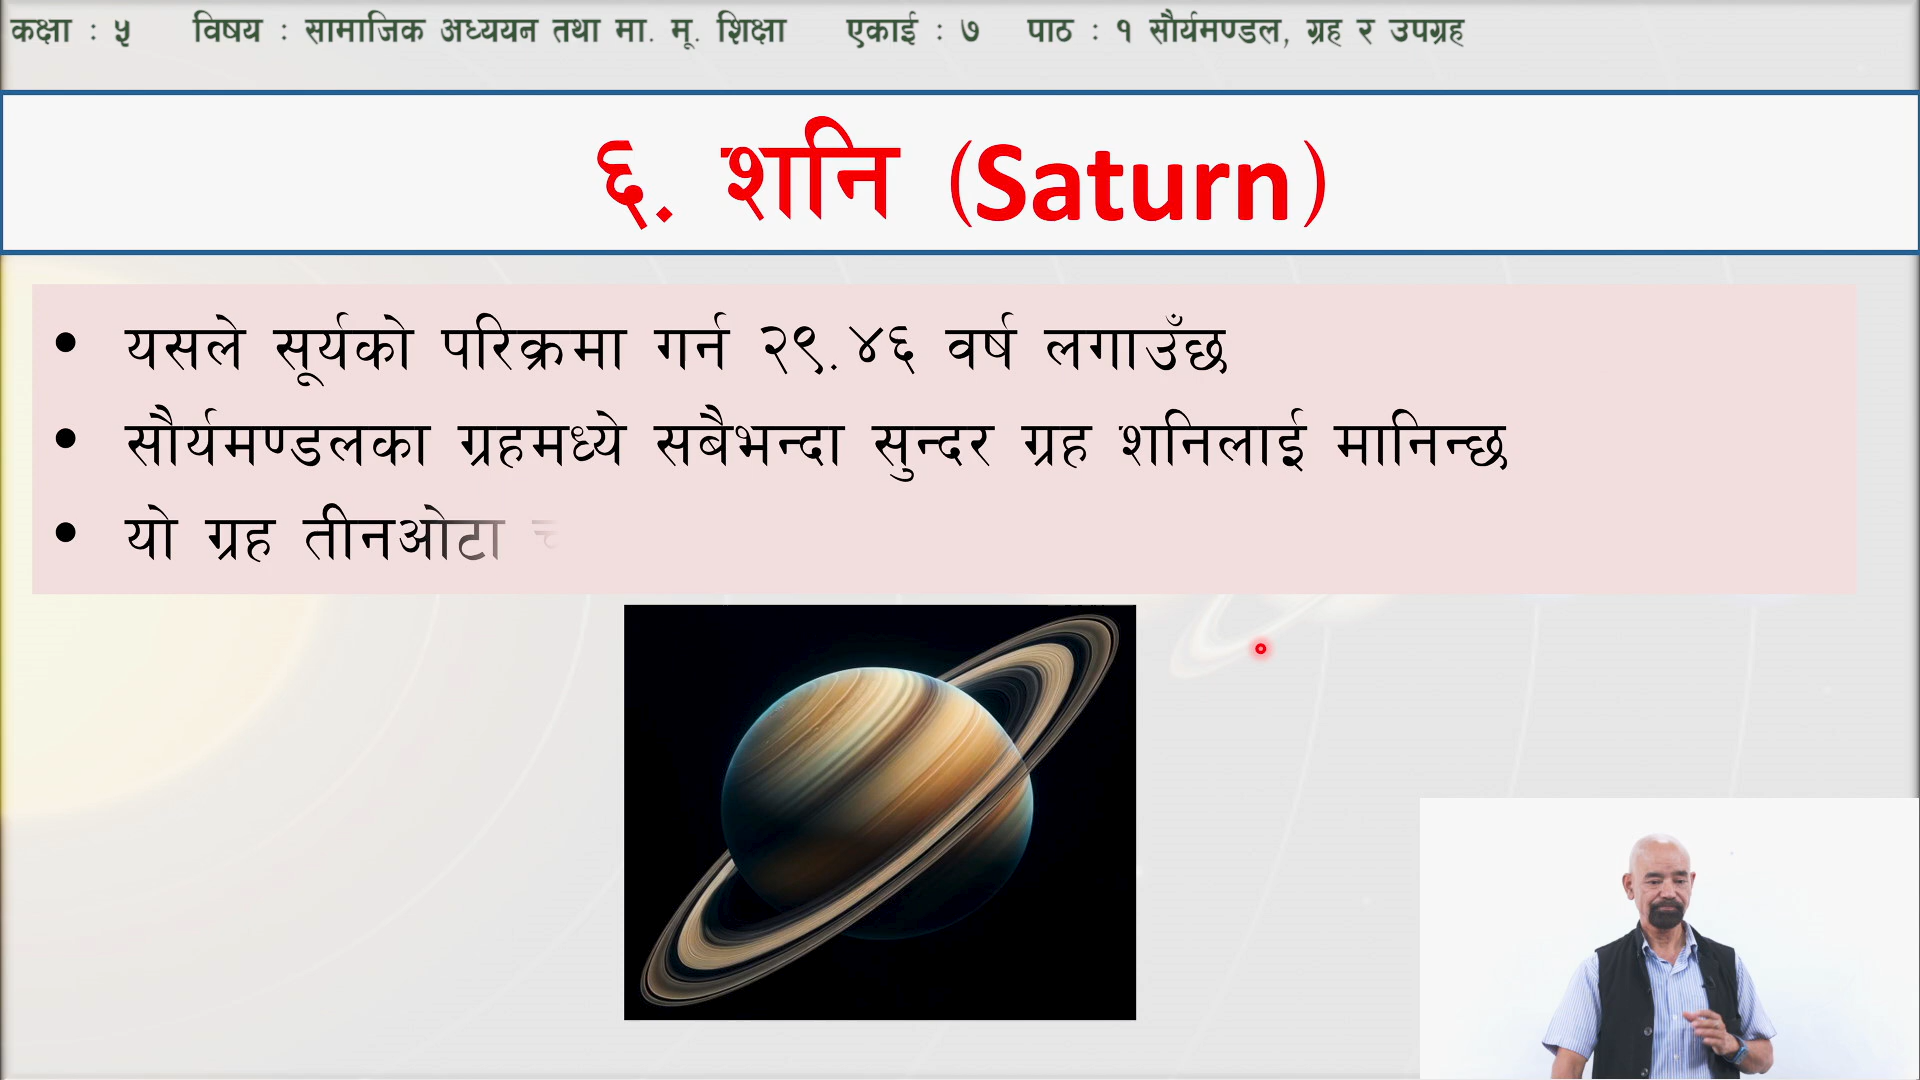 कक्षा : ५ विषय : सामाजिक अध्ययन तथा मा. मू. शिक्षा एकाई : ७ पाठ : १ सौर्यमण्डल, ग्रह र उपग्रह
६. शनि (Saturn)
• यसले सूर्यको परिक्रमा गर्न २९.४६ वर्ष लगाउँछ
• सौर्यमण्डलका ग्रहमध्ये सबैभन्दा सुन्दर ग्रह शनिलाई मानिन्छ
• यो ग्रह तीनओटा